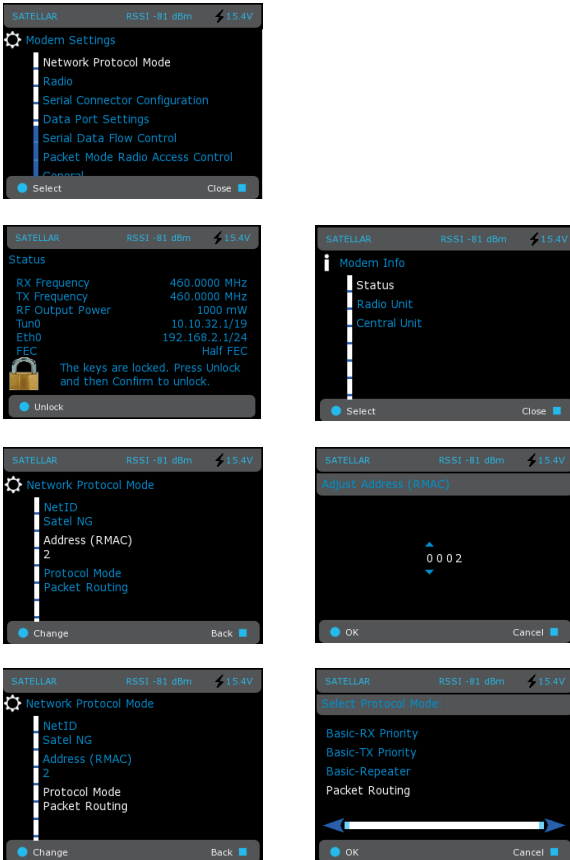 SATELLAR RSSI -81 dBm 15.4V
Modem Settings
Network Protocol Mode
Radio
Serial Connector Configuration
Data Port Settings
Serial Data Flow Control
Packet Mode Radio Access Control
General
Select Close
SATELLAR RSSI -81 dBm 15.4V
Status
RX Frequency 460.0000 MHz
TX Frequency 460.0000 MHz
RF Output Power 1000 mW
Tun0 10.10.32.1/19
Eth0 192.168.2.1/24
FEC Half FEC
The keys are locked. Press Unlock
and then Confirm to unlock.
Unlock
SATELLAR RSSI -81 dBm 15.4V
Modem Info
Status
Radio Unit
Central Unit
Select Close
SATELLAR RSSI -81 dBm 15.4V
Network Protocol Mode
NetID
Satel NG
Address (RMAC)
2
Protocol Mode
Packet Routing
Change Back
SATELLAR RSSI -81 dBm 15.4V
Adjust Address (RMAC)
0002
OK Cancel
SATELLAR RSSI -81 dBm 15.4V
Network Protocol Mode
NetID
Satel NG
Address (RMAC)
2
Protocol Mode
Packet Routing
Change Back
SATELLAR RSSI -81 dBm 15.4V
Select Protocol Mode:
Basic-RX Priority
Basic-TX Priority
Basic-Repeater
Packet Routing
OK Cancel